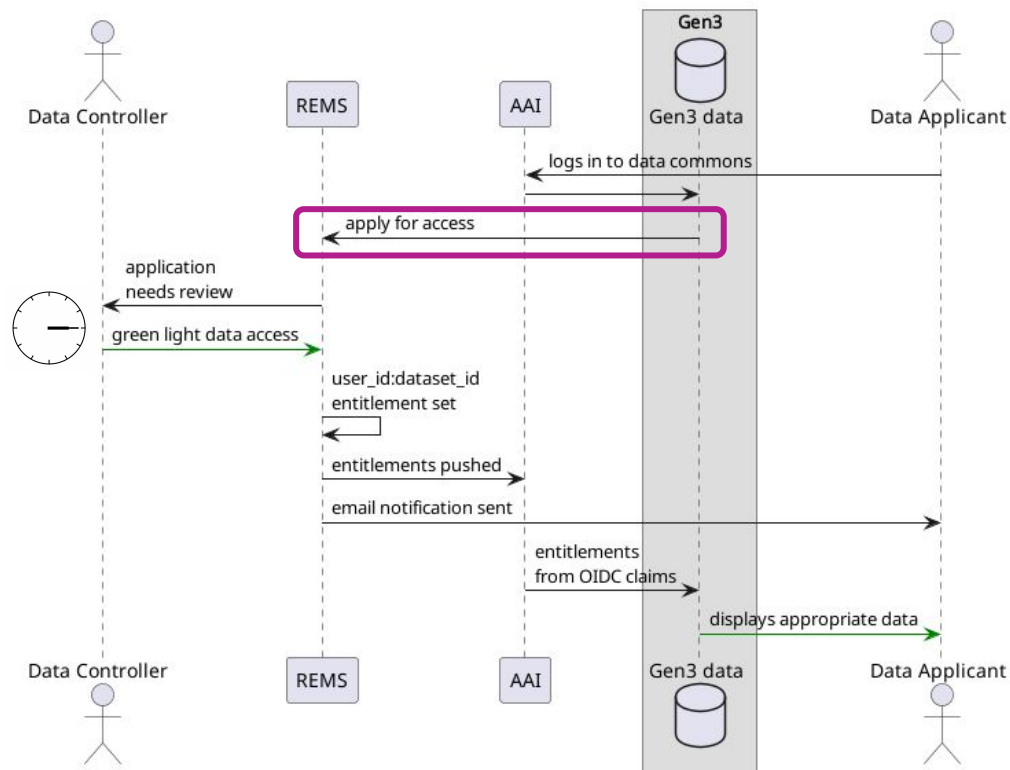 Gen3
Data Controller
REMS
AAI
Gen3 data
Data Applicant
logs in to data commons
apply for access
application
needs review
green light data access
user_id:dataset_id
entitlement set
entitlements pushed
email notification sent
entitlements
from OIDC claims
displays appropriate data
Data Controller
REMS
AAI
Gen3 data
Data Applicant